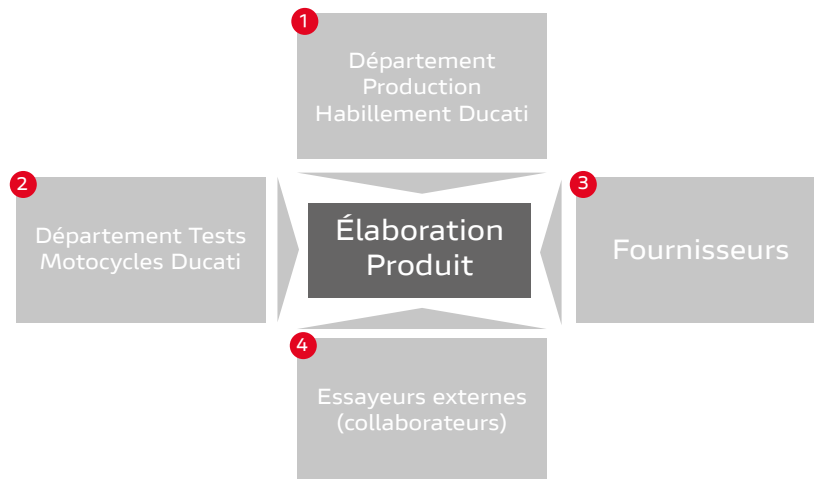 1
Département
Production
Habillement Ducati
2
Département Tests
Motocycles Ducati
Élaboration
Produit
3
Fournisseurs
4
Essayeurs externes
(collaborateurs)